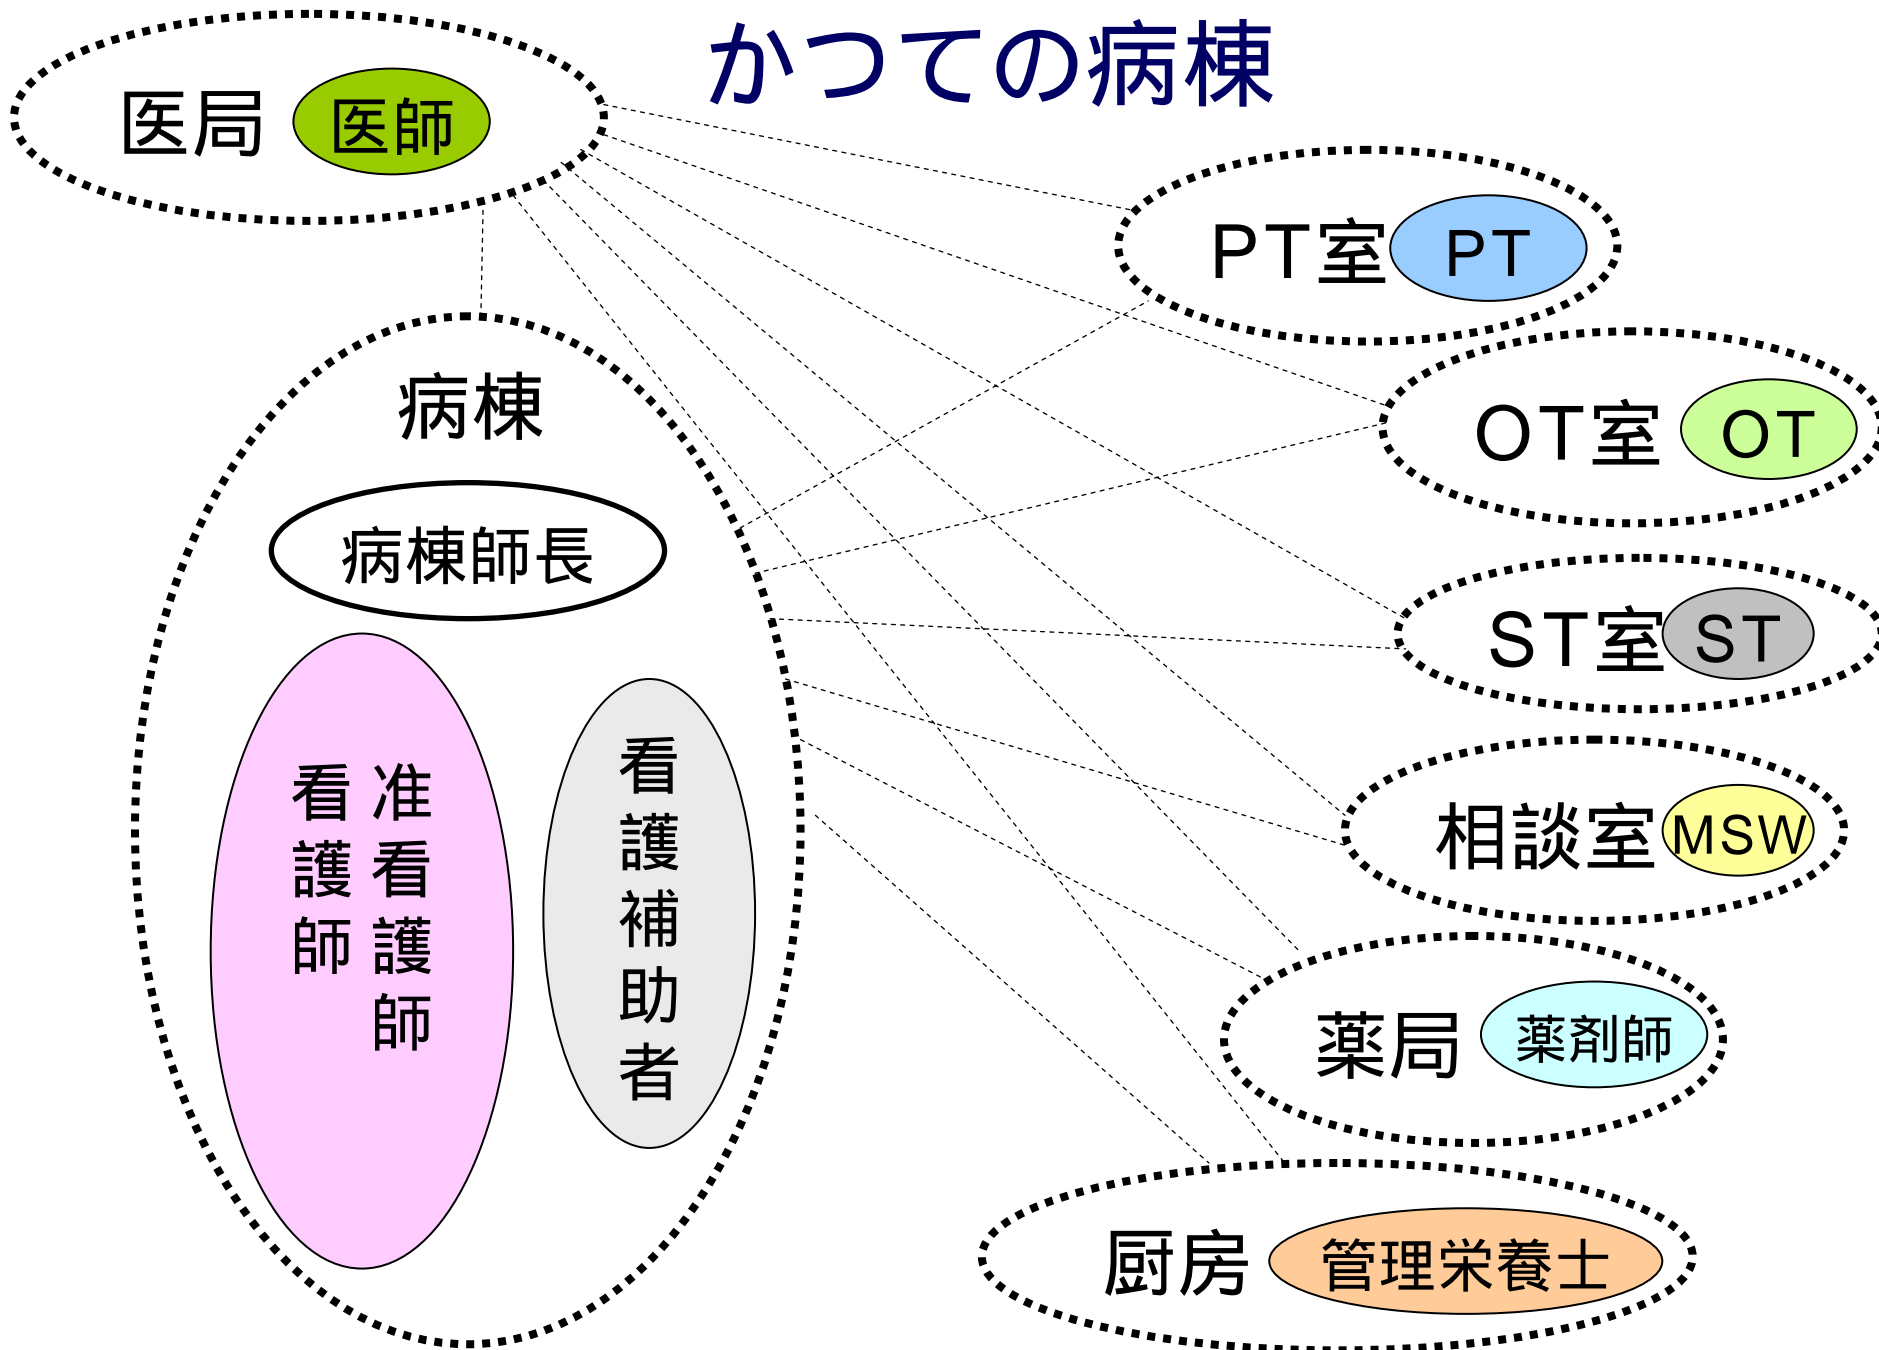 かつての病棟
医局
医師
PT室
PT
OT室
OT
病棟
病棟師長
ST室
ST
看護師
准看護師
看護補助者
相談室
MSW
薬局
薬剤師
厨房
管理栄養士